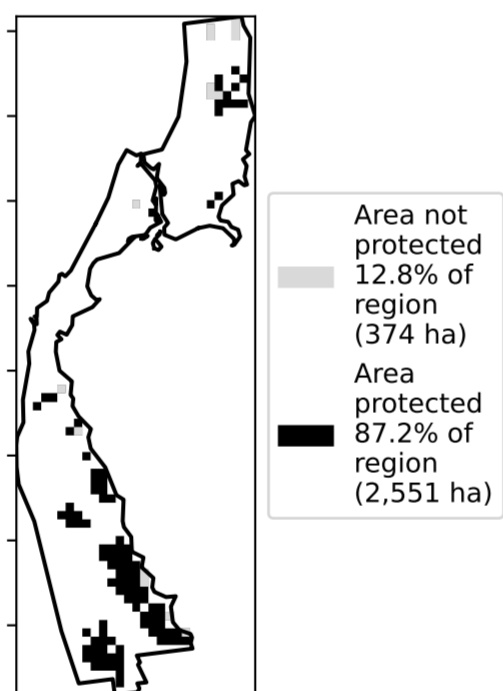 Area not
protected
12.8% of
region
(374 ha)
Area
protected
87.2% of
region
(2,551 ha)